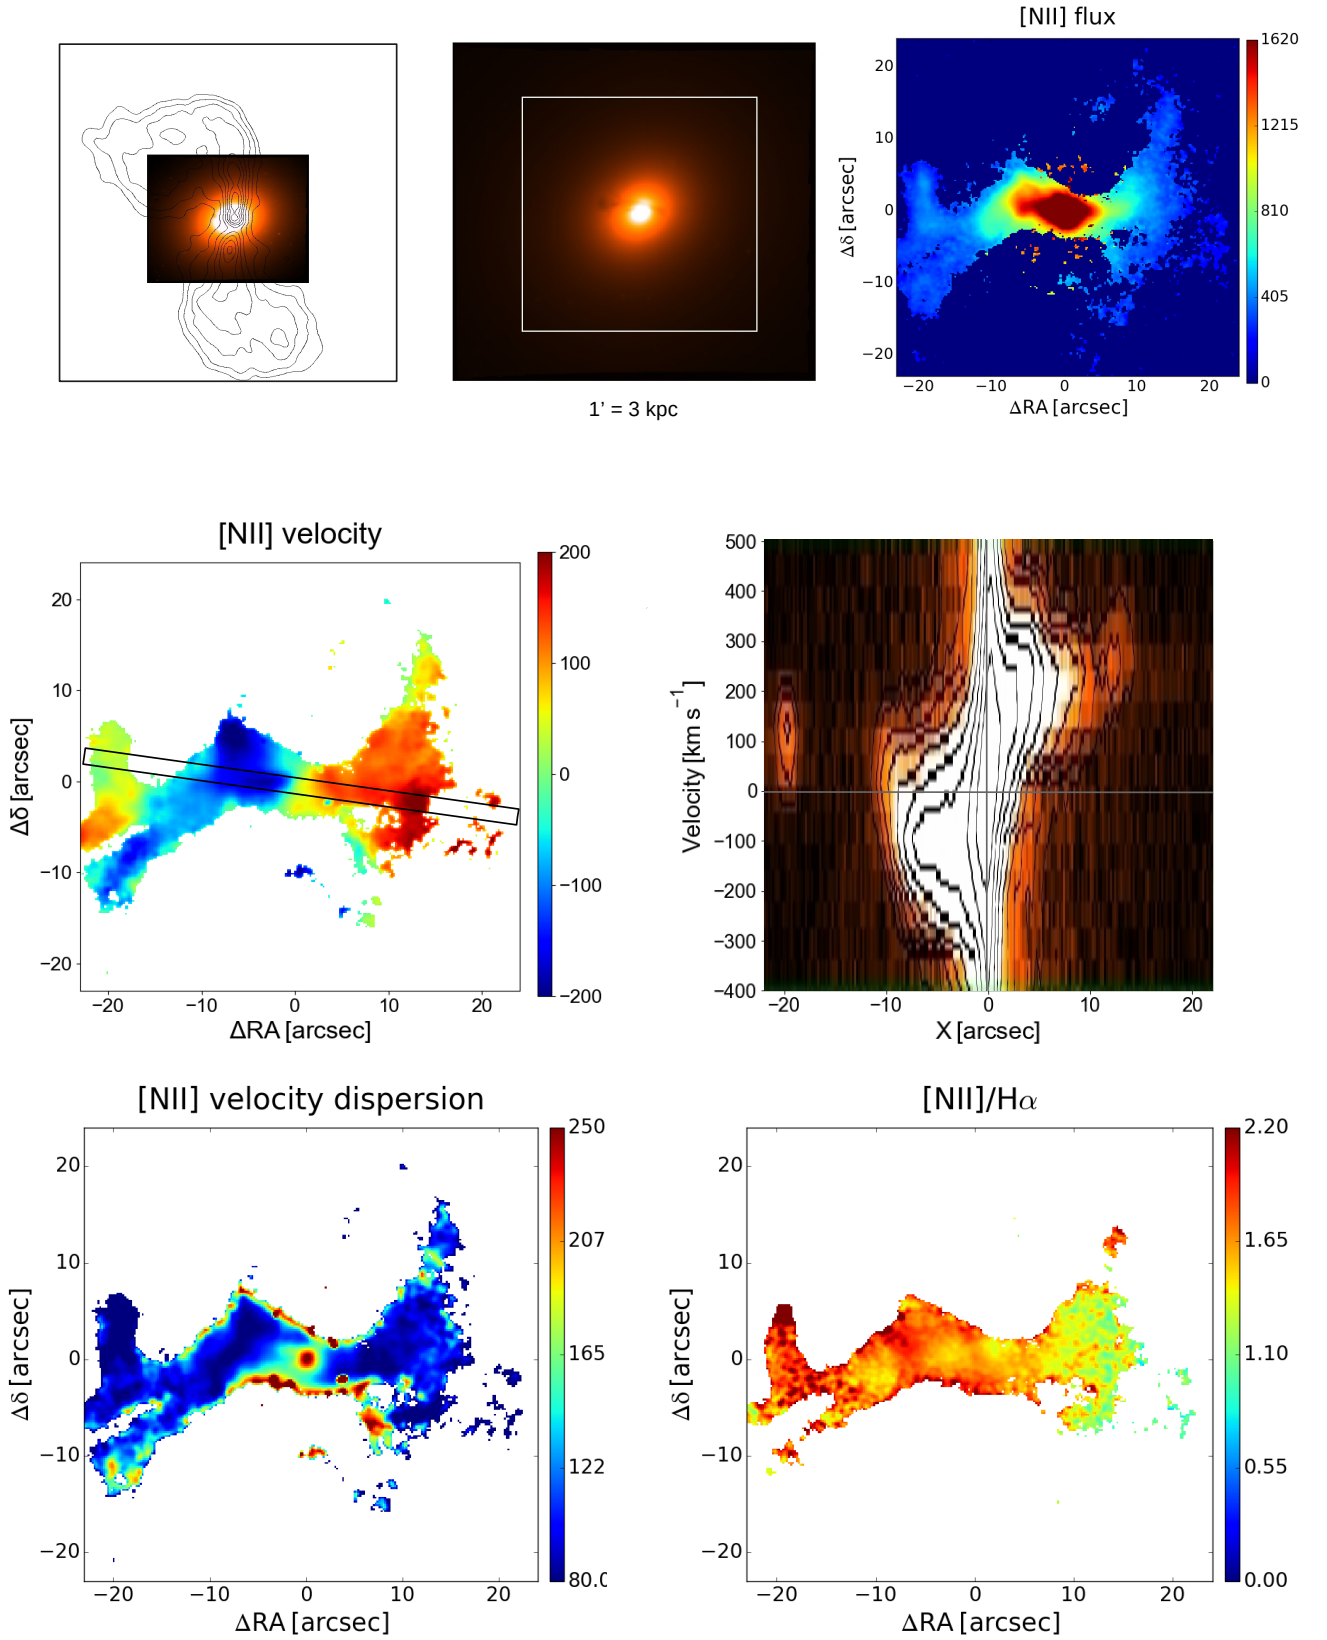 [NII] flux
20
10
0
−10
−20
Δδ [arcsec]
−20 −10 0 10 20
ΔRA [arcsec]
1620
1215
810
405
0
1' = 3 kpc
[NII] velocity
20
10
0
−10
−20
Δδ [arcsec]
−20 −10 0 10 20
ΔRA [arcsec]
200
100
0
−100
−200
500
400
300
200
100
0
−100
−200
−300
−400
Velocity [km s⁻¹]
−20 −10 0 10 20
X [arcsec]
[NII] velocity dispersion
20
10
0
−10
−20
Δδ [arcsec]
−20 −10 0 10 20
ΔRA [arcsec]
250
207
165
122
80.0
[NII]/Hα
20
10
0
−10
−20
Δδ [arcsec]
−20 −10 0 10 20
ΔRA [arcsec]
2.20
1.65
1.10
0.55
0.00